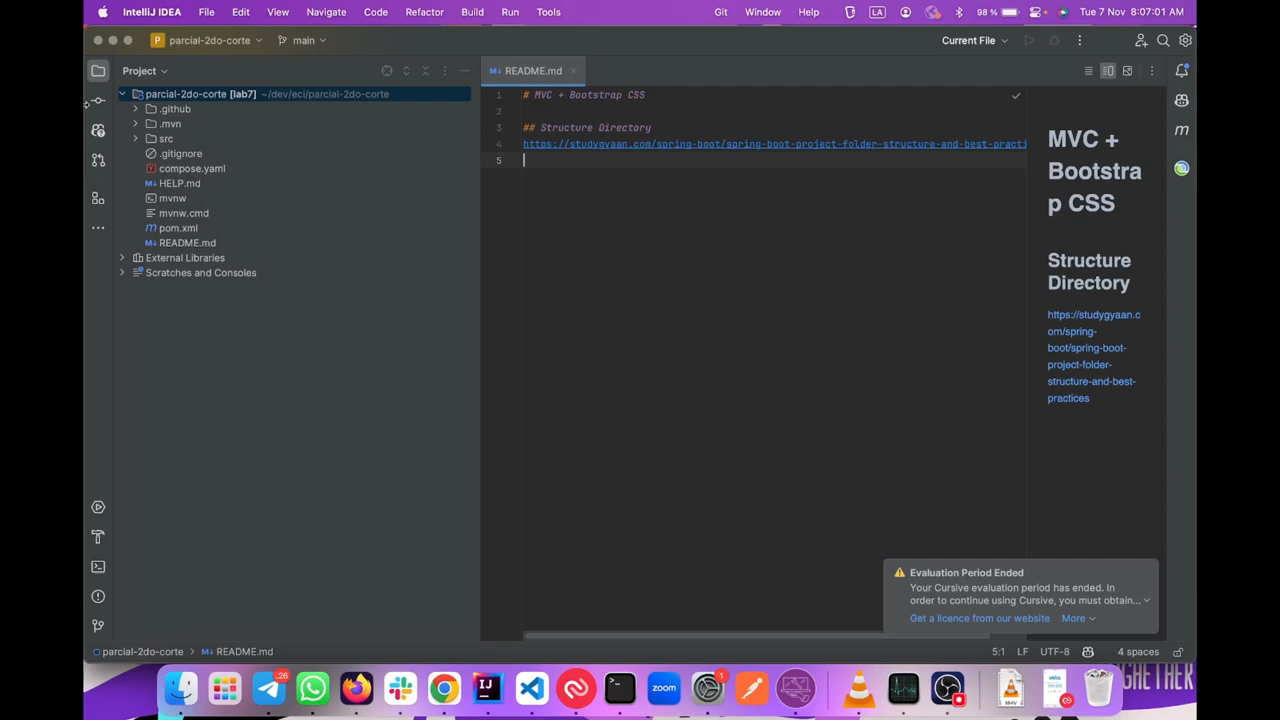 IntelliJ IDEA File Edit View Navigate Code Refactor Build Run Tools Git Window Help LA 98 % Tue 7 Nov 8:07:01 AM
P parcial-2do-corte main Current File
Project
README.md
parcial-2do-corte [lab7] ~/dev/eci/parcial-2do-corte
.github
.mvn
src
.gitignore
compose.yaml
HELP.md
mvnw
mvnw.cmd
pom.xml
README.md
External Libraries
Scratches and Consoles
1 # MVC + Bootstrap CSS
2
3 ## Structure Directory
4 https://studygyaan.com/spring-boot/spring-boot-project-folder-structure-and-best-practi
5
MVC +
Bootstra
p CSS
Structure
Directory
https://studygyaan.c
om/spring-
boot/spring-boot-
project-folder-
structure-and-best-
practices
Evaluation Period Ended
Your Cursive evaluation period has ended. In
order to continue using Cursive, you must obtain...
Get a licence from our website More
parcial-2do-corte README.md 5:1 LF UTF-8 4 spaces
26
zoom
1
M4V
okta
GHETHER